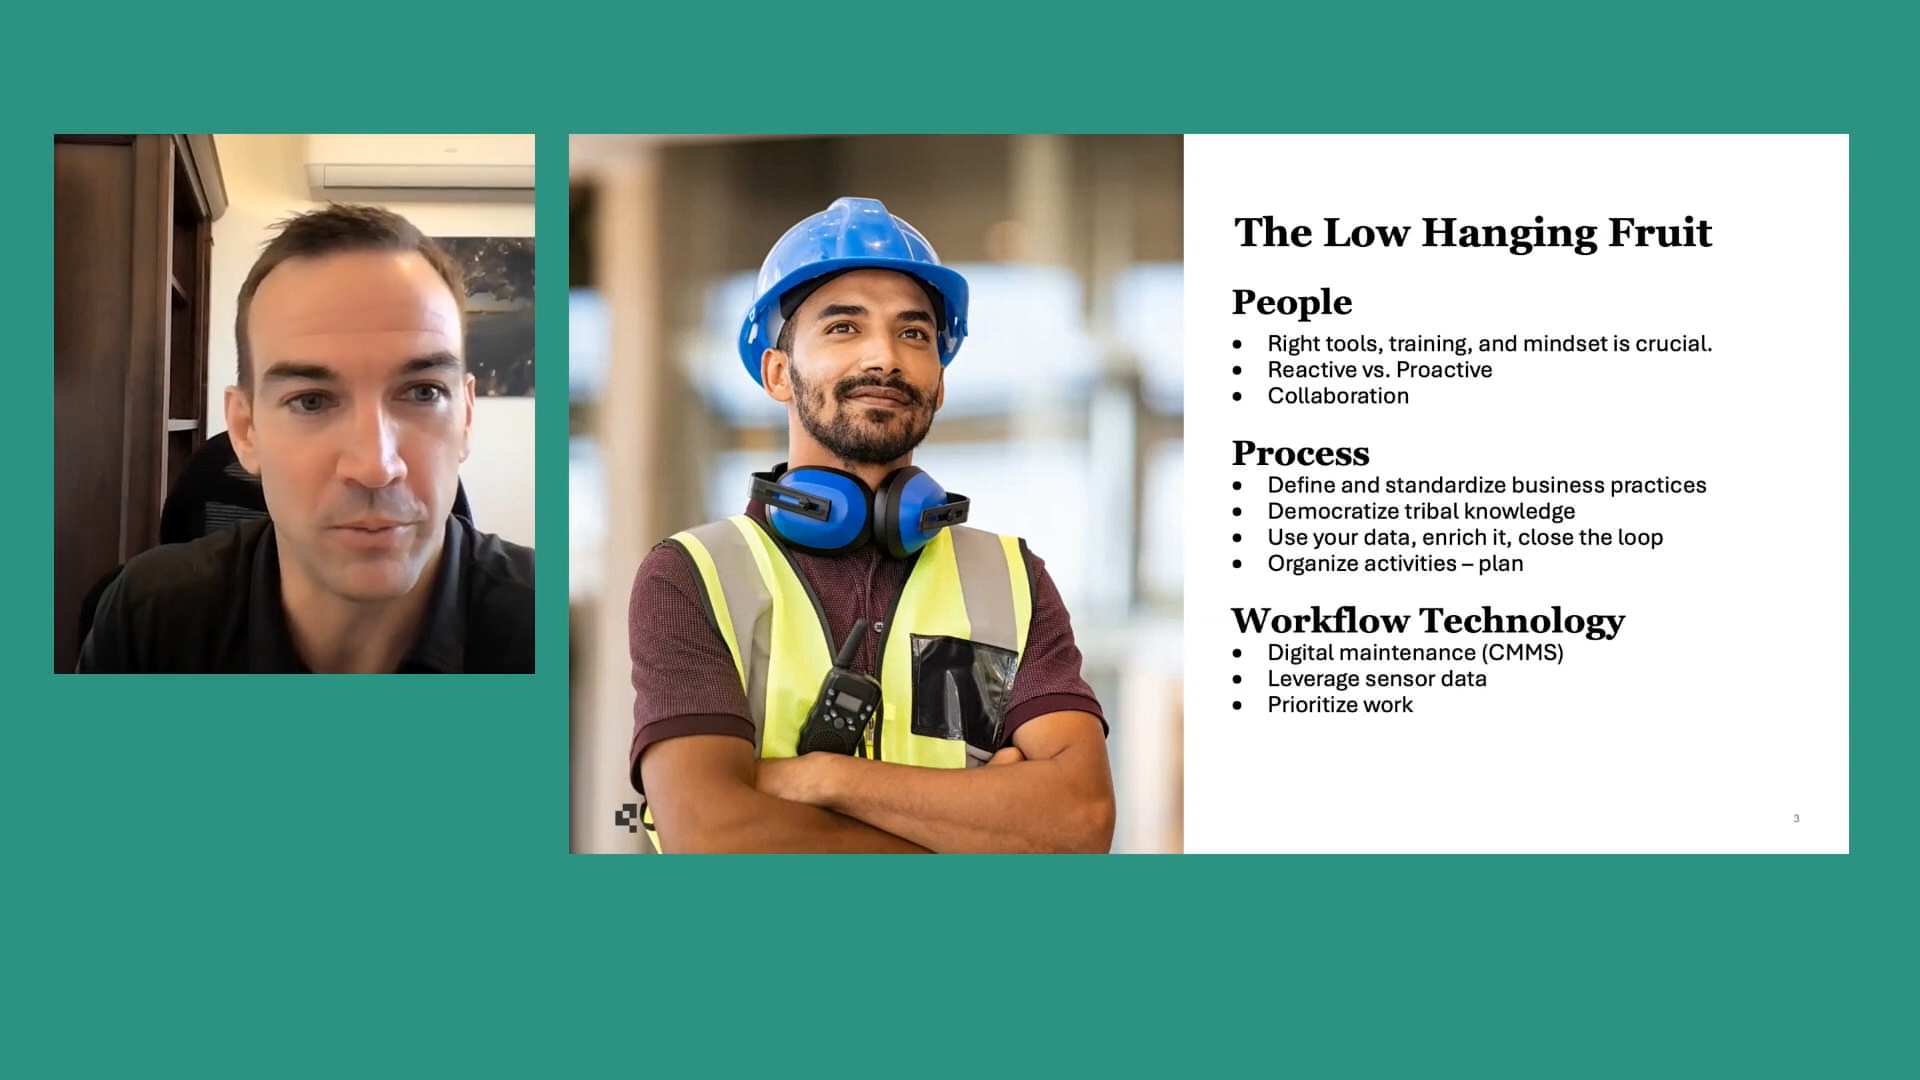 The Low Hanging Fruit
People
• Right tools, training, and mindset is crucial.
• Reactive vs. Proactive
• Collaboration
Process
• Define and standardize business practices
• Democratize tribal knowledge
• Use your data, enrich it, close the loop
• Organize activities – plan
Workflow Technology
• Digital maintenance (CMMS)
• Leverage sensor data
• Prioritize work
3